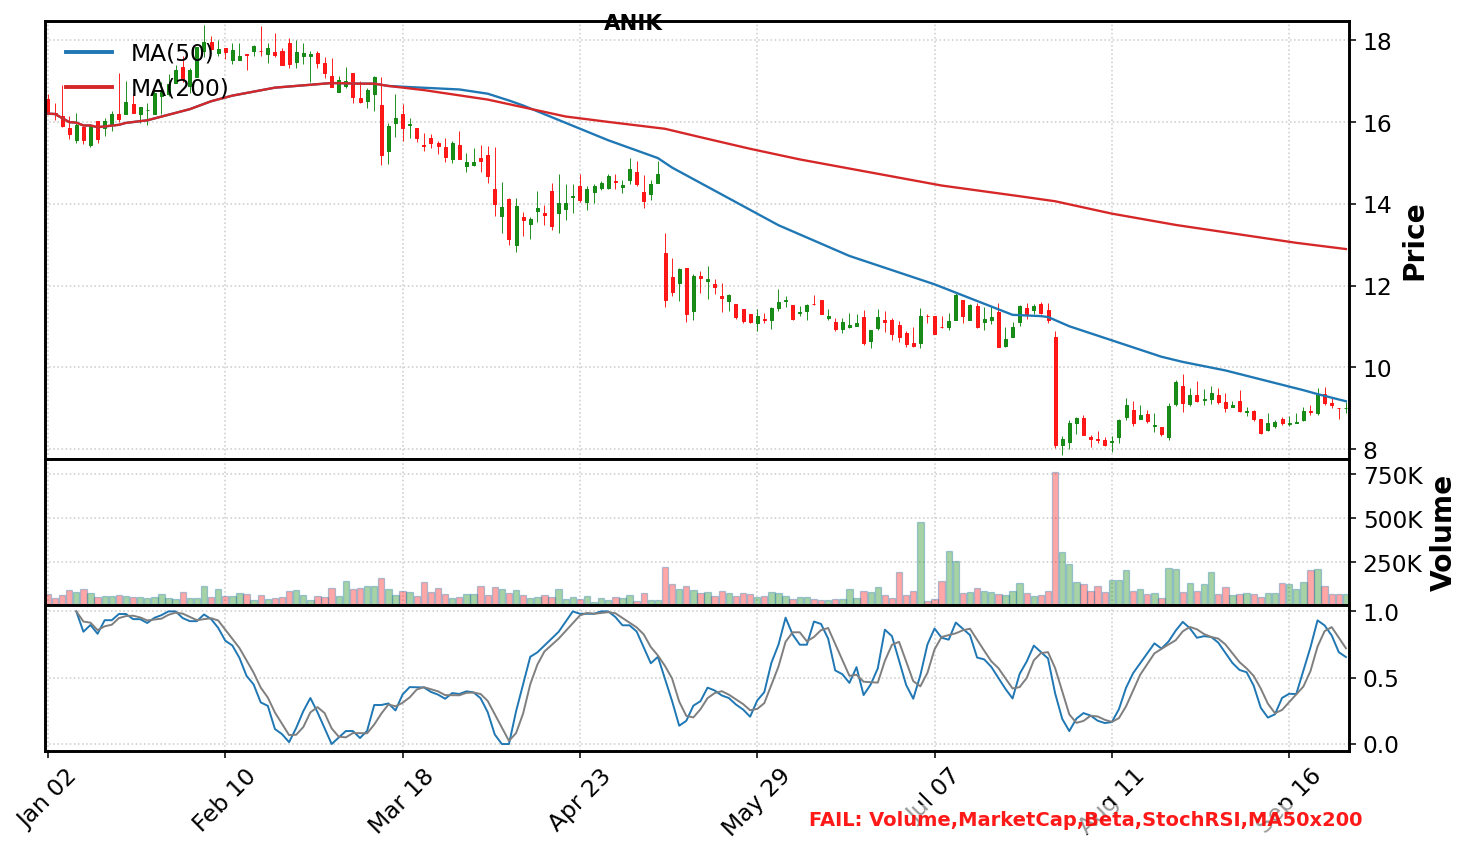 ANIK
MA(50)
MA(200)
18
16
14
12
10
8
Price
750K
500K
250K
Volume
1.0
0.5
0.0
Jan 02
Feb 10
Mar 18
Apr 23
May 29
Jul 07
Aug 11
Sep 16
FAIL: Volume,MarketCap,Beta,StochRSI,MA50x200